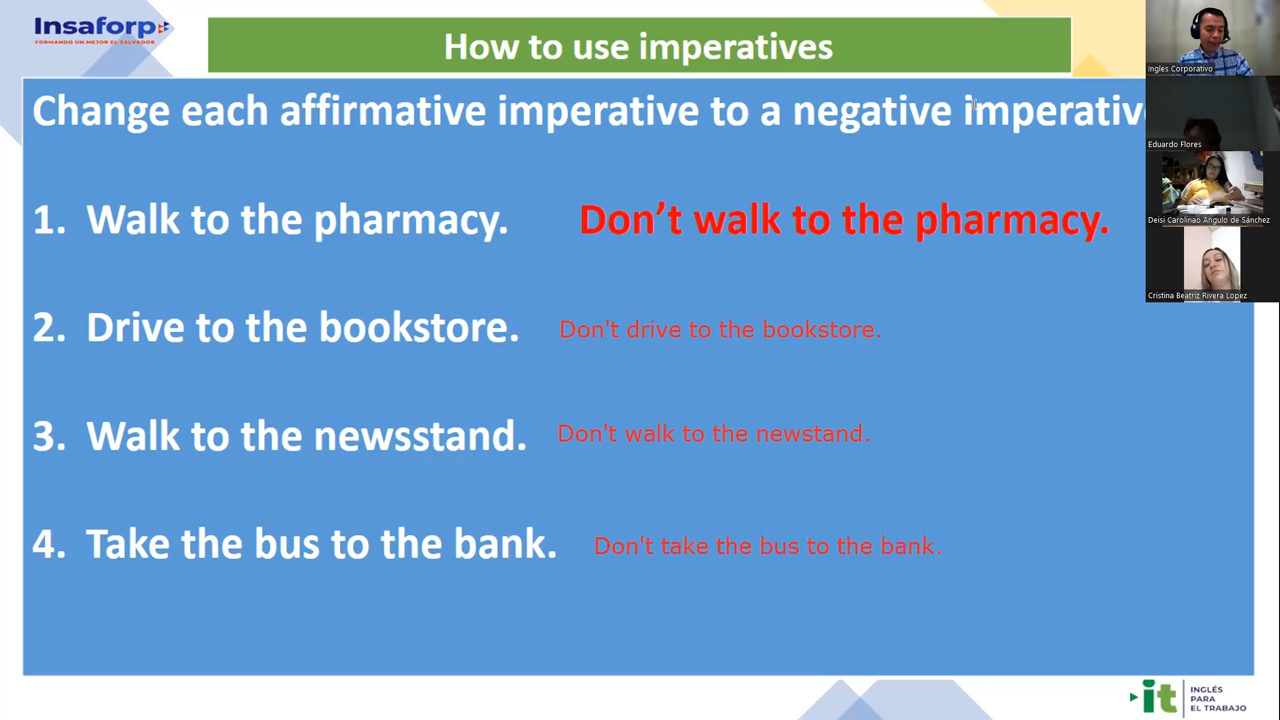 Insaforp
FORMANDO UN MEJOR EL SALVADOR
How to use imperatives
Change each affirmative imperative to a negative imperativ
1. Walk to the pharmacy. Don’t walk to the pharmacy.
2. Drive to the bookstore. Don't drive to the bookstore.
3. Walk to the newsstand. Don't walk to the newstand.
4. Take the bus to the bank. Don't take the bus to the bank.
Ingles Corporativo
Eduardo Flores
Deisi Carolinao Angulo de Sánchez
Cristina Beatriz Rivera Lopez
it
INGLÉS
PARA
EL TRABAJO